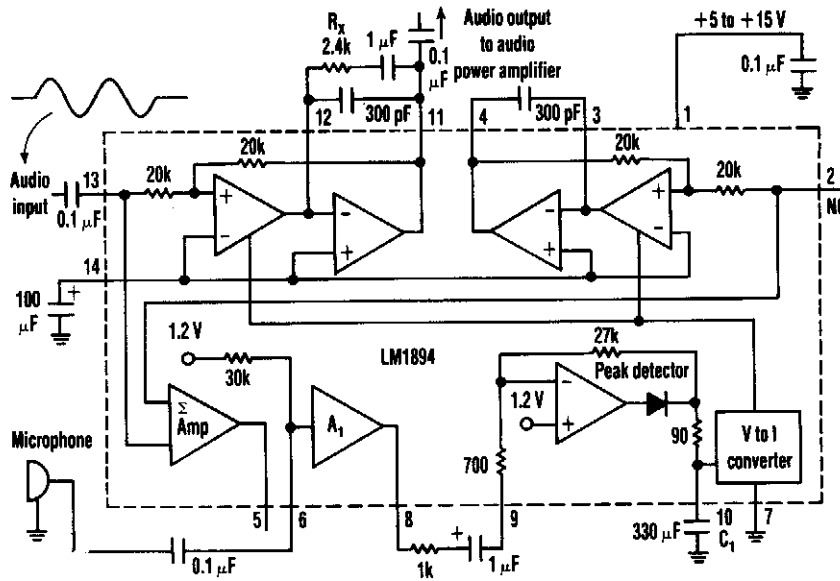 Rx
2.4k
1 μF
0.1
μF
Audio output
to audio
power amplifier
+5 to +15 V
0.1 μF
12
300 pF
11
4
300 pF
3
1
Audio
input
0.1 μF
13
20k
20k
20k
20k
2
+
−
−
+
−
+
+
−
14
100
μF
+
1.2 V
30k
LM1894
27k
Peak detector
Σ
Amp
A1
1.2 V
−
+
700
90
V to I
converter
Microphone
5
6
8
9
10
7
0.1 μF
1k
+
1 μF
330 μF
C1